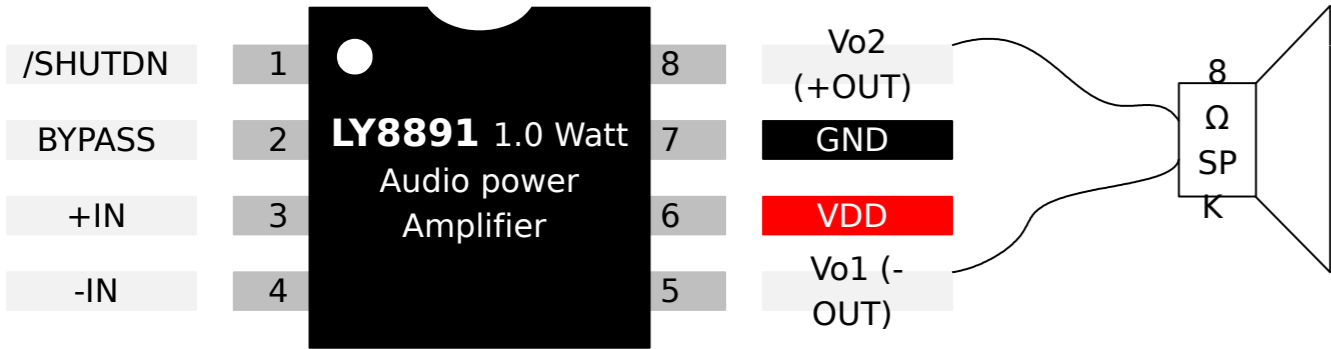 /SHUTDN
1
BYPASS
2
+IN
3
-IN
4
LY8891 1.0 Watt
Audio power
Amplifier
8
Vo2
(+OUT)
7
GND
6
VDD
5
Vo1 (-
OUT)
8
Ω
SP
K